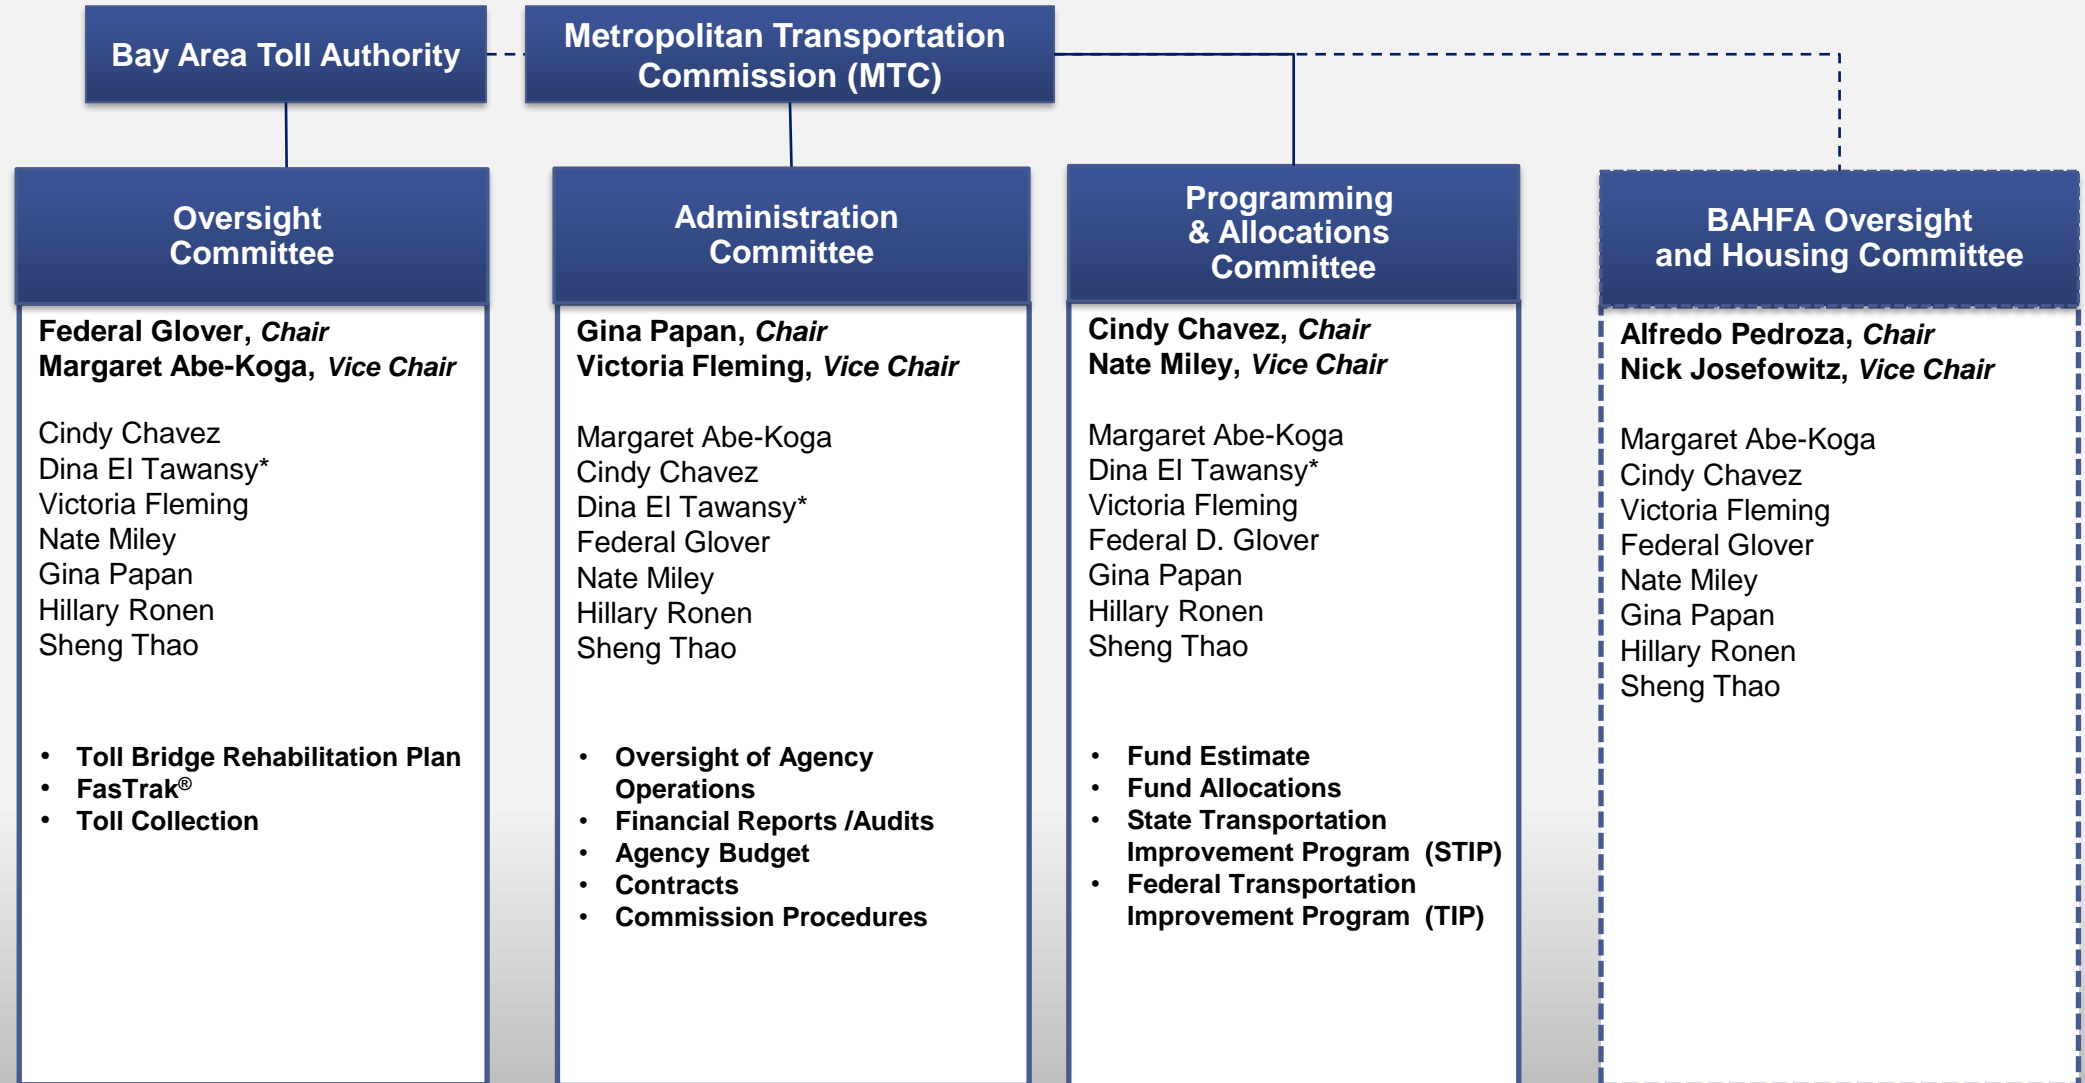 Bay Area Toll Authority
Metropolitan Transportation
Commission (MTC)
Oversight
Committee
Federal Glover, Chair
Margaret Abe-Koga, Vice Chair
Cindy Chavez
Dina El Tawansy*
Victoria Fleming
Nate Miley
Gina Papan
Hillary Ronen
Sheng Thao
• Toll Bridge Rehabilitation Plan
• FasTrak®
• Toll Collection
Administration
Committee
Gina Papan, Chair
Victoria Fleming, Vice Chair
Margaret Abe-Koga
Cindy Chavez
Dina El Tawansy*
Federal Glover
Nate Miley
Hillary Ronen
Sheng Thao
• Oversight of Agency
Operations
• Financial Reports /Audits
• Agency Budget
• Contracts
• Commission Procedures
Programming
& Allocations
Committee
Cindy Chavez, Chair
Nate Miley, Vice Chair
Margaret Abe-Koga
Dina El Tawansy*
Victoria Fleming
Federal D. Glover
Gina Papan
Hillary Ronen
Sheng Thao
• Fund Estimate
• Fund Allocations
• State Transportation
Improvement Program (STIP)
• Federal Transportation
Improvement Program (TIP)
BAHFA Oversight
and Housing Committee
Alfredo Pedroza, Chair
Nick Josefowitz, Vice Chair
Margaret Abe-Koga
Cindy Chavez
Victoria Fleming
Federal Glover
Nate Miley
Gina Papan
Hillary Ronen
Sheng Thao